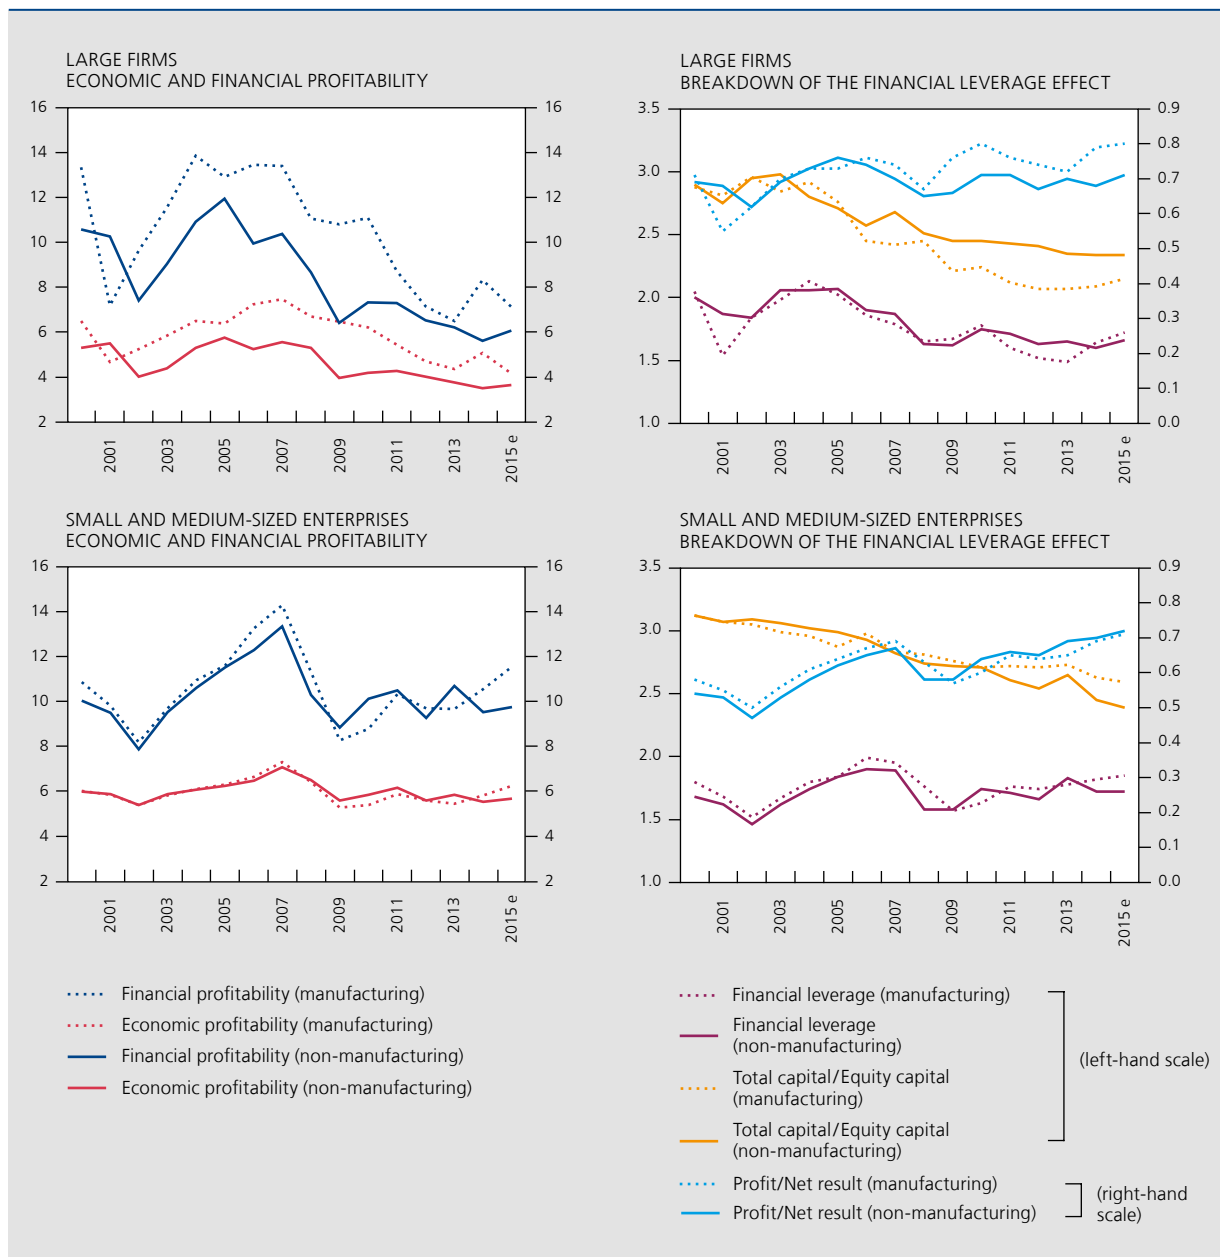 LARGE FIRMS
ECONOMIC AND FINANCIAL PROFITABILITY
16 16
14 14
12 12
10 10
8 8
6 6
4 4
2 2
2001 2003 2005 2007 2009 2011 2013 2015 e
LARGE FIRMS
BREAKDOWN OF THE FINANCIAL LEVERAGE EFFECT
3.5 0.9
0.8
3.0 0.7
0.6
2.5 0.5
2.0 0.4
0.3
1.5 0.2
0.1
1.0 0.0
2001 2003 2005 2007 2009 2011 2013 2015 e
SMALL AND MEDIUM-SIZED ENTERPRISES
ECONOMIC AND FINANCIAL PROFITABILITY
16 16
14 14
12 12
10 10
8 8
6 6
4 4
2 2
2001 2003 2005 2007 2009 2011 2013 2015 e
SMALL AND MEDIUM-SIZED ENTERPRISES
BREAKDOWN OF THE FINANCIAL LEVERAGE EFFECT
3.5 0.9
0.8
3.0 0.7
0.6
2.5 0.5
2.0 0.4
0.3
1.5 0.2
0.1
1.0 0.0
2001 2003 2005 2007 2009 2011 2013 2015 e
Financial profitability (manufacturing)
Economic profitability (manufacturing)
Financial profitability (non-manufacturing)
Economic profitability (non-manufacturing)
Financial leverage (manufacturing)
Financial leverage
(non-manufacturing)
Total capital/Equity capital
(manufacturing)
Total capital/Equity capital
(non-manufacturing)
(left-hand scale)
Profit/Net result (manufacturing)
Profit/Net result (non-manufacturing)
(right-hand
scale)